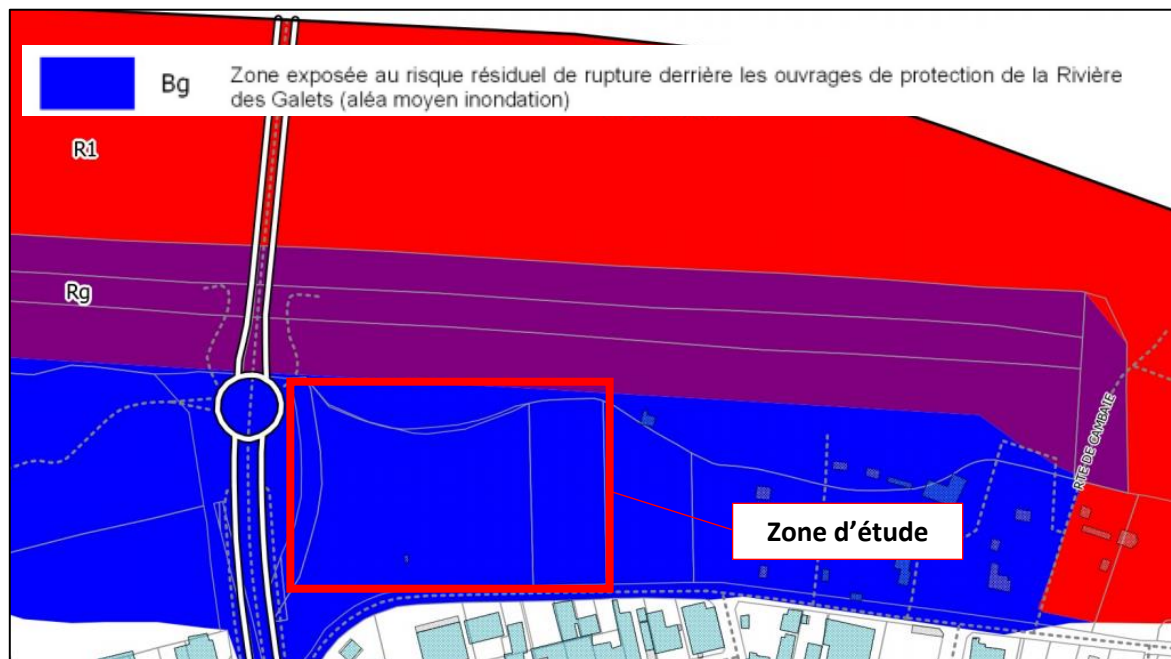 Bg
Zone exposée au risque résiduel de rupture derrière les ouvrages de protection de la Rivière
des Galets (aléa moyen inondation)
R1
Rg
RTE DE CAMBAIE
Zone d'étude